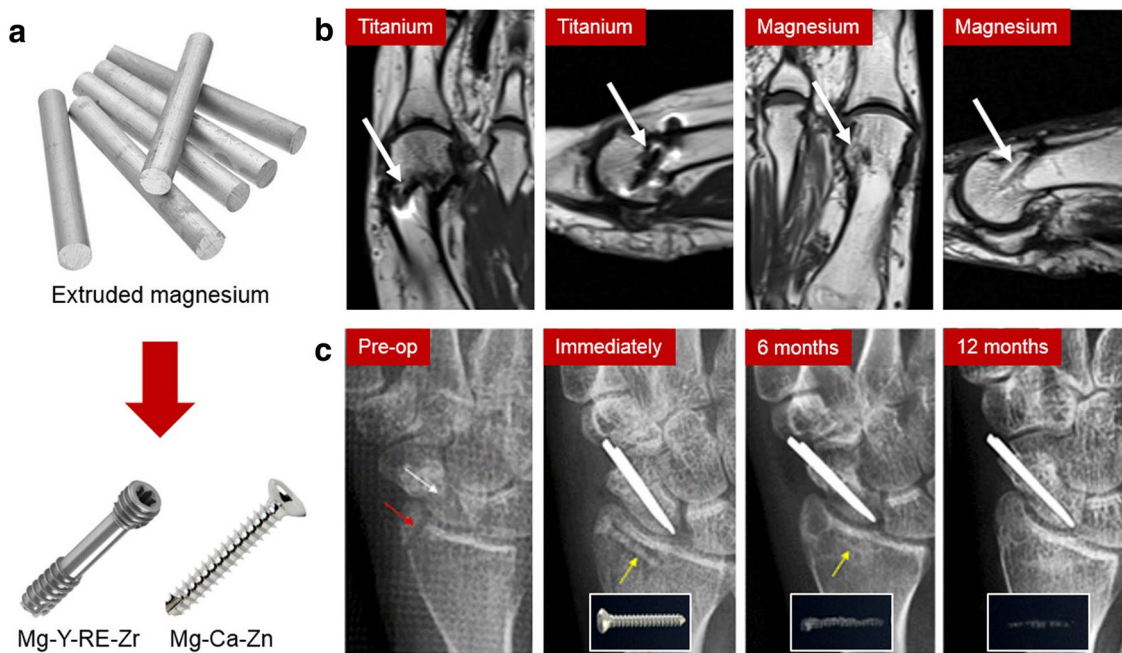 a
Extruded magnesium
Mg-Y-RE-Zr
Mg-Ca-Zn
b
Titanium
Titanium
Magnesium
Magnesium
c
Pre-op
Immediately
6 months
12 months